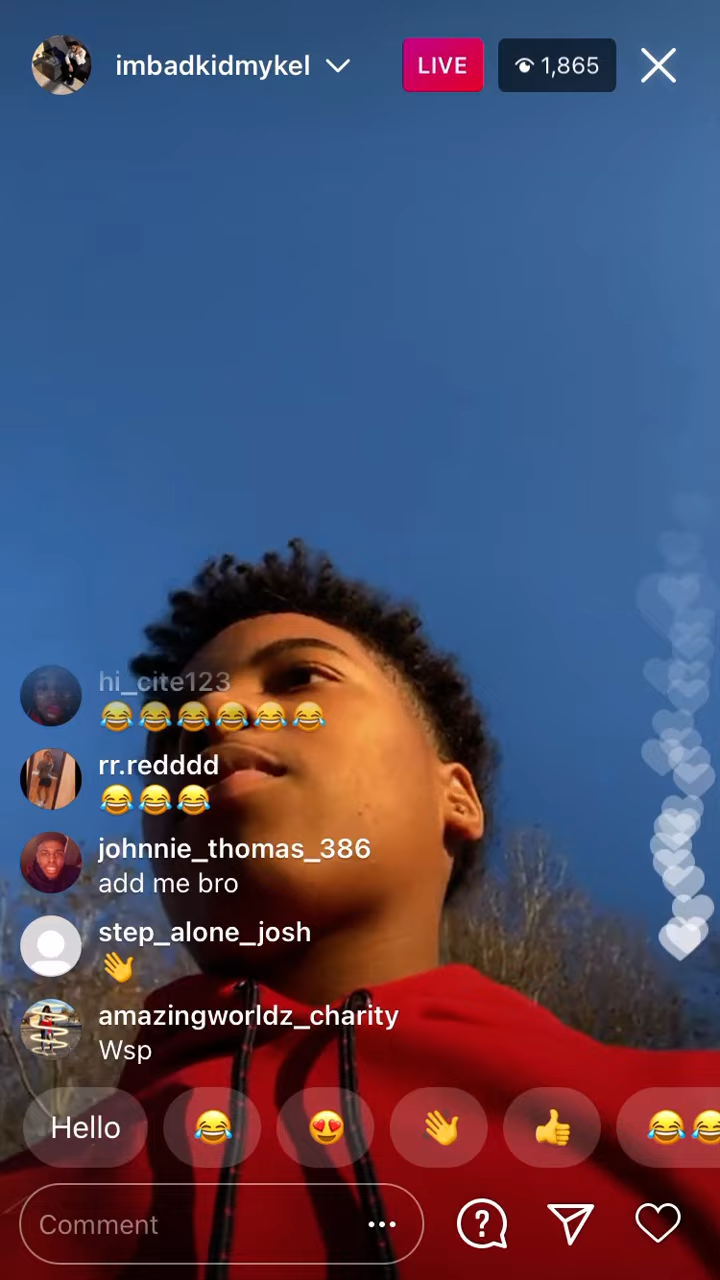 imbadkidmykel
LIVE
1,865
hi_cite123
😂😂😂😂😂😂
rr.redddd
😂😂😂
johnnie_thomas_386
add me bro
step_alone_josh
👋
amazingworldz_charity
Wsp
Hello 😂 😍 👋 👍 😂😂
Comment